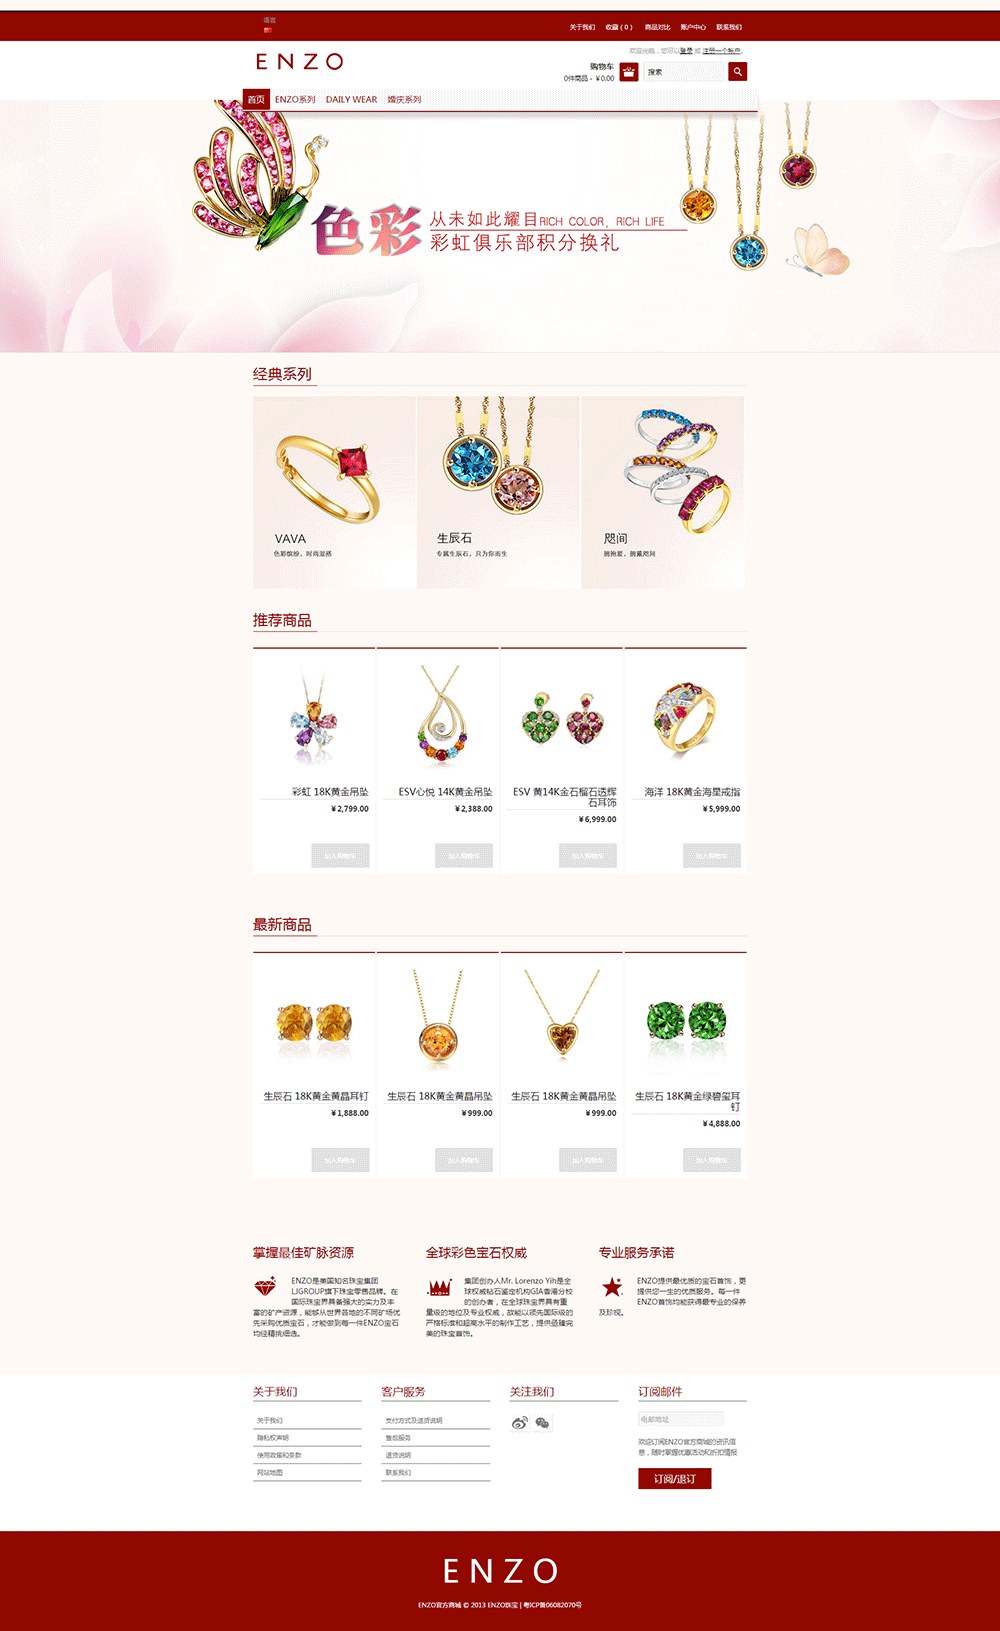 语言
关于我们 收藏 ( 0 ) 商品对比 账户中心 联系我们
ENZO
欢迎光临，您可以登录 或 注册一个帐户。
购物车
0件商品 - ￥0.00
搜索
首页 ENZO系列 DAILY WEAR 婚庆系列
色彩 从未如此耀目RICH COLOR, RICH LIFE
彩虹俱乐部积分换礼
经典系列
VAVA
色彩缤纷，时尚混搭
生辰石
专属生辰石，只为你而生
咫间
拥抱爱，拥戴咫间
推荐商品
彩虹 18K黄金吊坠
￥2,799.00
加入购物车
ESV心悦 14K黄金吊坠
￥2,388.00
加入购物车
ESV 黄14K金石榴石透辉
石耳饰
￥6,999.00
加入购物车
海洋 18K黄金海星戒指
￥5,999.00
加入购物车
最新商品
生辰石 18K黄金黄晶耳钉
￥1,888.00
加入购物车
生辰石 18K黄金黄晶吊坠
￥999.00
加入购物车
生辰石 18K黄金黄晶吊坠
￥999.00
加入购物车
生辰石 18K黄金绿碧玺耳
钉
￥4,888.00
加入购物车
掌握最佳矿脉资源
ENZO是美国知名珠宝集团
LJGROUP旗下珠宝零售品牌。在
国际珠宝界具备强大的实力及丰
富的矿产资源，能够从世界各地的不同矿场优
先采购优质宝石，才能做到每一件ENZO宝石
均经精挑细选。
全球彩色宝石权威
集团创办人Mr. Lorenzo Yih是全
球权威钻石鉴定机构GIA香港分校
的创办者，在全球珠宝界具有重
量级的地位及专业权威，故能以领先国际级的
严格标准和超高水平的制作工艺，提供臻臻完
美的珠宝首饰。
专业服务承诺
ENZO提供最优质的宝石首饰，更
提供您一生的优质服务。每一件
ENZO首饰均能获得最专业的保养
及珍视。
关于我们
关于我们
隐私权声明
使用政策和条款
网站地图
客户服务
支付方式及送货说明
售后服务
退货说明
联系我们
关注我们
订阅邮件
电邮地址
欢迎订阅ENZO官方商城的资讯信
息，随时掌握优惠活动和折扣情报
订阅/退订
ENZO
ENZO官方商城 © 2013 ENZO珠宝 | 粤ICP备06082070号